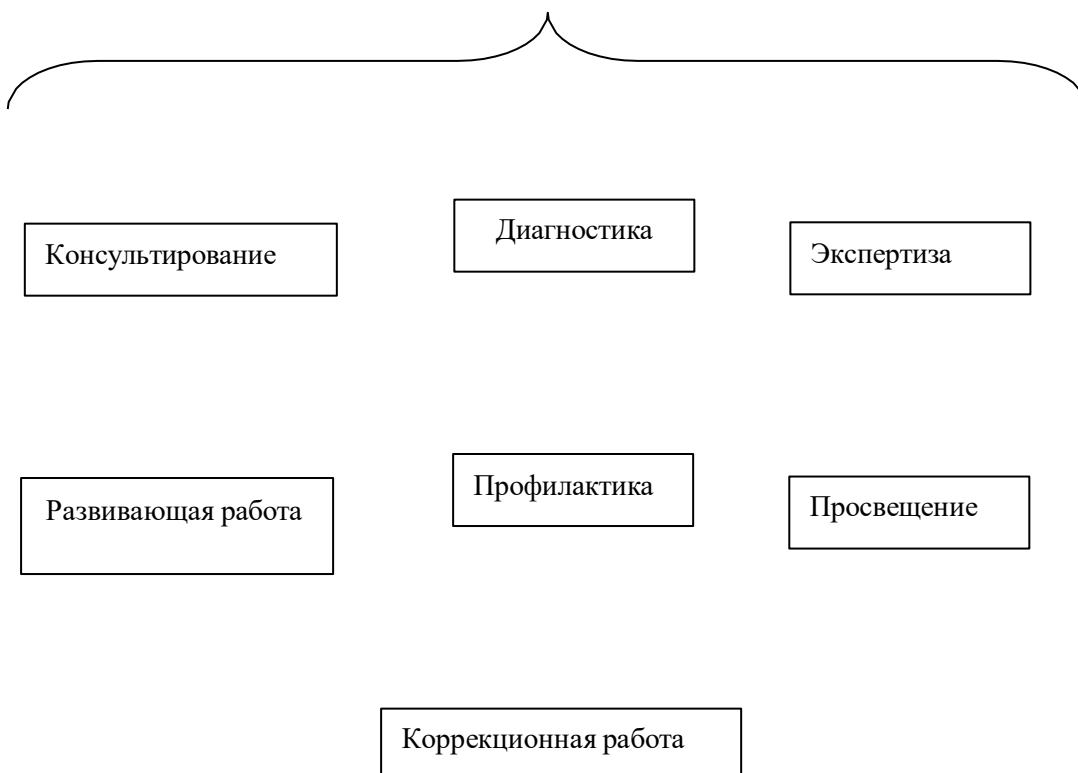 Консультирование
Диагностика
Экспертиза
Развивающая работа
Профилактика
Просвещение
Коррекционная работа